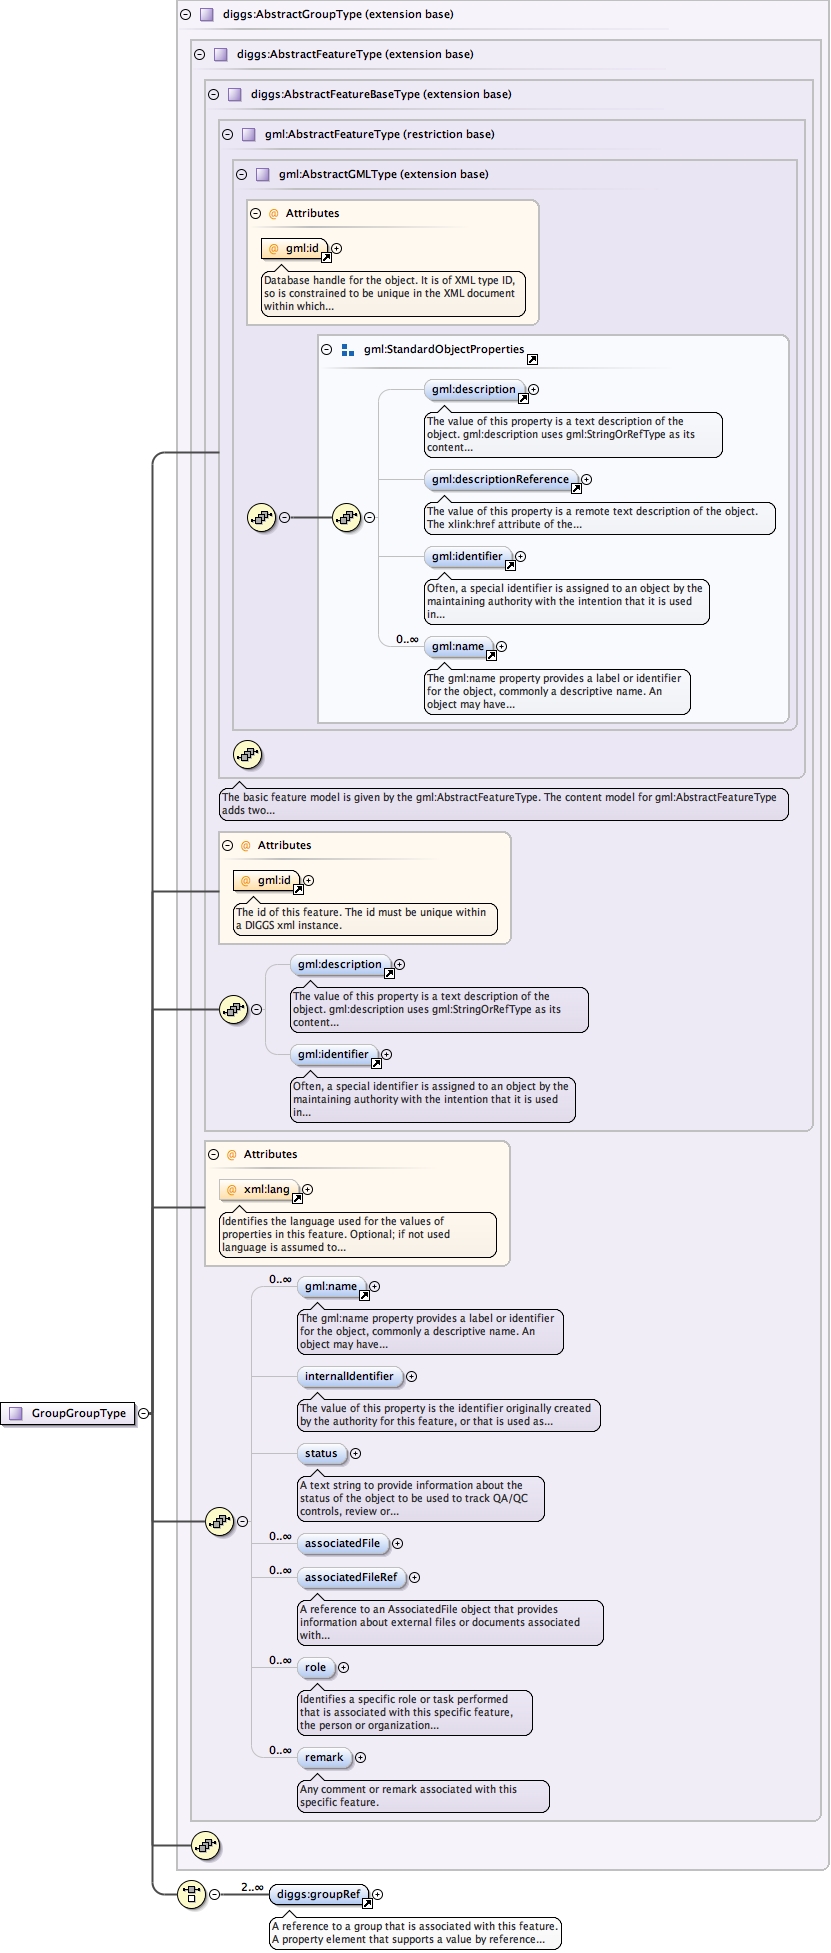 diggs:AbstractGroupType (extension base)
diggs:AbstractFeatureType (extension base)
diggs:AbstractFeatureBaseType (extension base)
gml:AbstractFeatureType (restriction base)
gml:AbstractGMLType (extension base)
@ Attributes
@ gml:id
Database handle for the object. It is of XML type ID,
so is constrained to be unique in the XML document
within which...
gml:StandardObjectProperties
gml:description
The value of this property is a text description of the
object. gml:description uses gml:StringOrRefType as its
content...
gml:descriptionReference
The value of this property is a remote text description of the object.
The xlink:href attribute of the...
gml:identifier
Often, a special identifier is assigned to an object by the
maintaining authority with the intention that it is used
in...
0..∞
gml:name
The gml:name property provides a label or identifier
for the object, commonly a descriptive name. An
object may have...
The basic feature model is given by the gml:AbstractFeatureType. The content model for gml:AbstractFeatureType
adds two...
@ Attributes
@ gml:id
The id of this feature. The id must be unique within
a DIGGS xml instance.
gml:description
The value of this property is a text description of the
object. gml:description uses gml:StringOrRefType as its
content...
gml:identifier
Often, a special identifier is assigned to an object by the
maintaining authority with the intention that it is used
in...
@ Attributes
@ xml:lang
Identifies the language used for the values of
properties in this feature. Optional; if not used
language is assumed to...
0..∞
gml:name
The gml:name property provides a label or identifier
for the object, commonly a descriptive name. An
object may have...
internalIdentifier
The value of this property is the identifier originally created
by the authority for this feature, or that is used as...
GroupGroupType
status
A text string to provide information about the
status of the object to be used to track QA/QC
controls, review or...
0..∞
associatedFile
0..∞
associatedFileRef
A reference to an AssociatedFile object that provides
information about external files or documents associated
with...
0..∞
role
Identifies a specific role or task performed
that is associated with this specific feature,
the person or organization...
0..∞
remark
Any comment or remark associated with this
specific feature.
2..∞
diggs:groupRef
A reference to a group that is associated with this feature.
A property element that supports a value by reference...